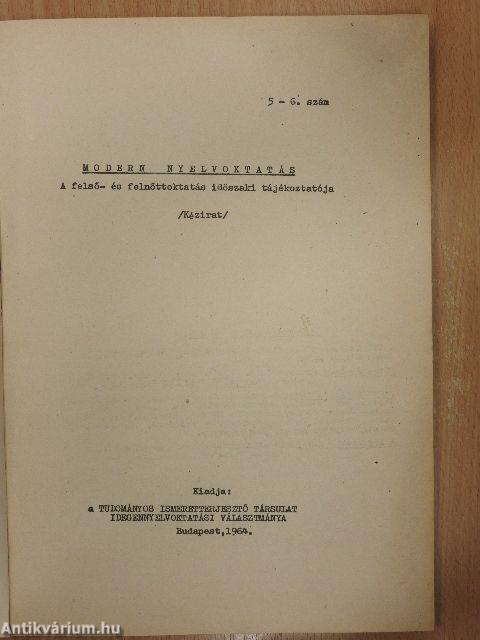 5 - 6. szám
MODERN NYELVOKTATÁS
A felső- és felnőttoktatás időszaki tájékoztatója
/Kézirat/
Kiadja:
a TUDOMÁNYOS ISMERETTERJESZTŐ TÁRSULAT
IDEGENNYELVOKTATÁSI VÁLASZTMÁNYA
Budapest,1964.
Antikvárium.hu